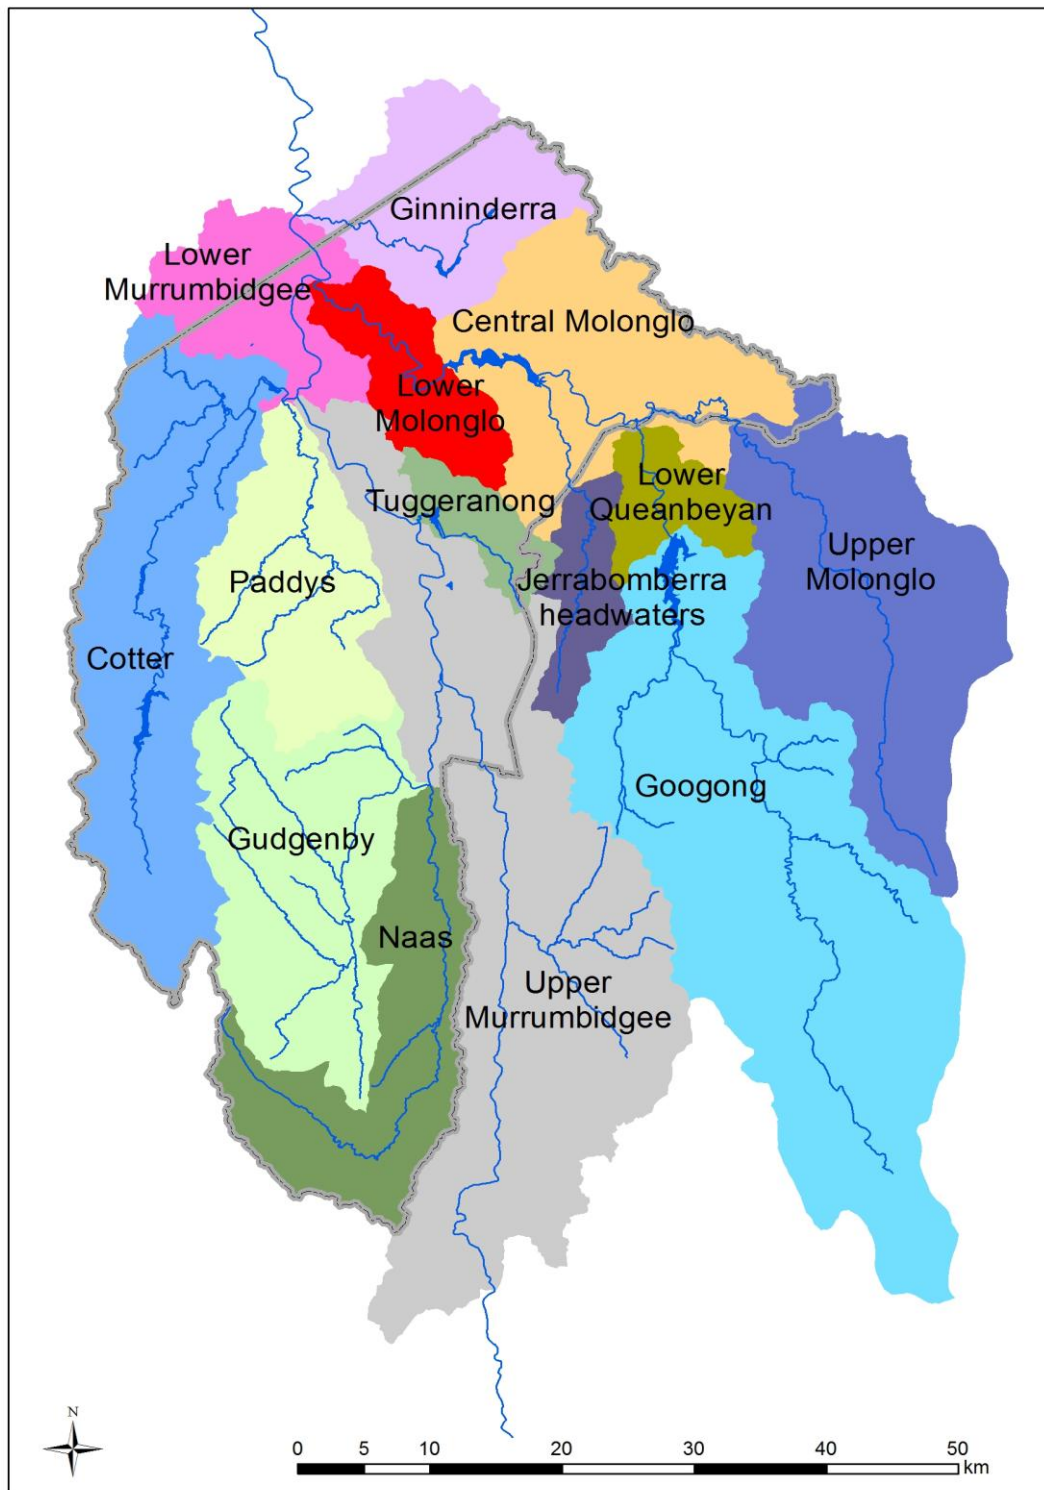 Ginninderra
Lower
Murrumbidgee
Central Molonglo
Lower
Molonglo
Tuggeranong
Lower
Queanbeyan
Upper
Molonglo
Jerrabomberra
headwaters
Paddys
Cotter
Googong
Gudgenby
Naas
Upper
Murrumbidgee
N
0 5 10 20 30 40 50
km